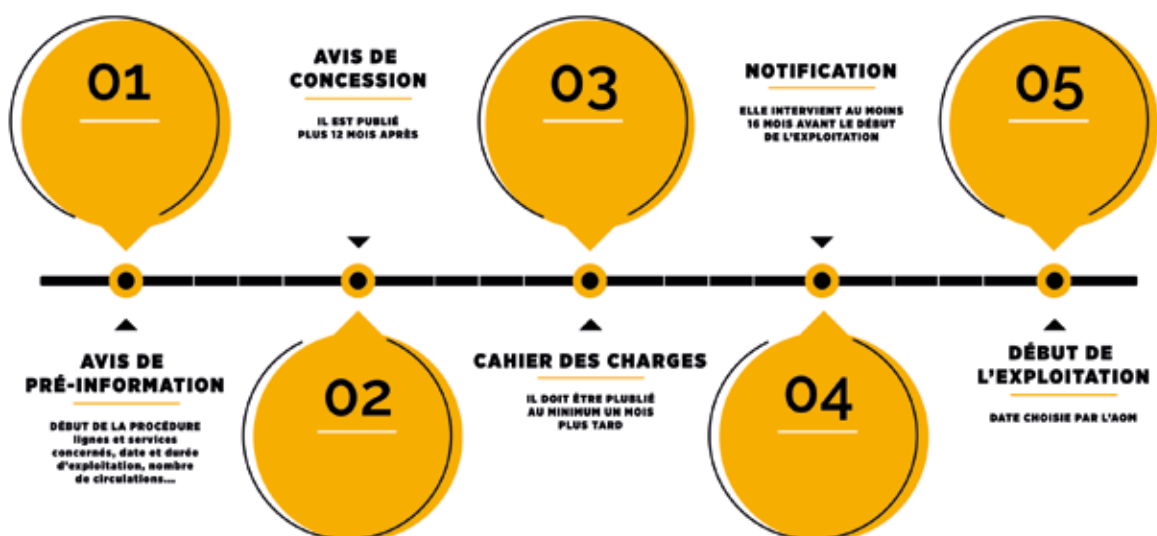 01
AVIS DE
PRÉ-INFORMATION
DÉBUT DE LA PROCÉDURE
lignes et services
concernés, date et durée
d'exploitation, nombre
de circulations...
AVIS DE
CONCESSION
IL EST PUBLIÉ
PLUS 12 MOIS APRÈS
02
03
CAHIER DES CHARGES
IL DOIT ÊTRE PLUBLIÉ
AU MINIMUM UN MOIS
PLUS TARD
NOTIFICATION
ELLE INTERVIENT AU MOINS
16 MOIS AVANT LE DÉBUT
DE L'EXPLOITATION
04
05
DÉBUT DE
L'EXPLOITATION
DATE CHOISIE PAR L'AOM